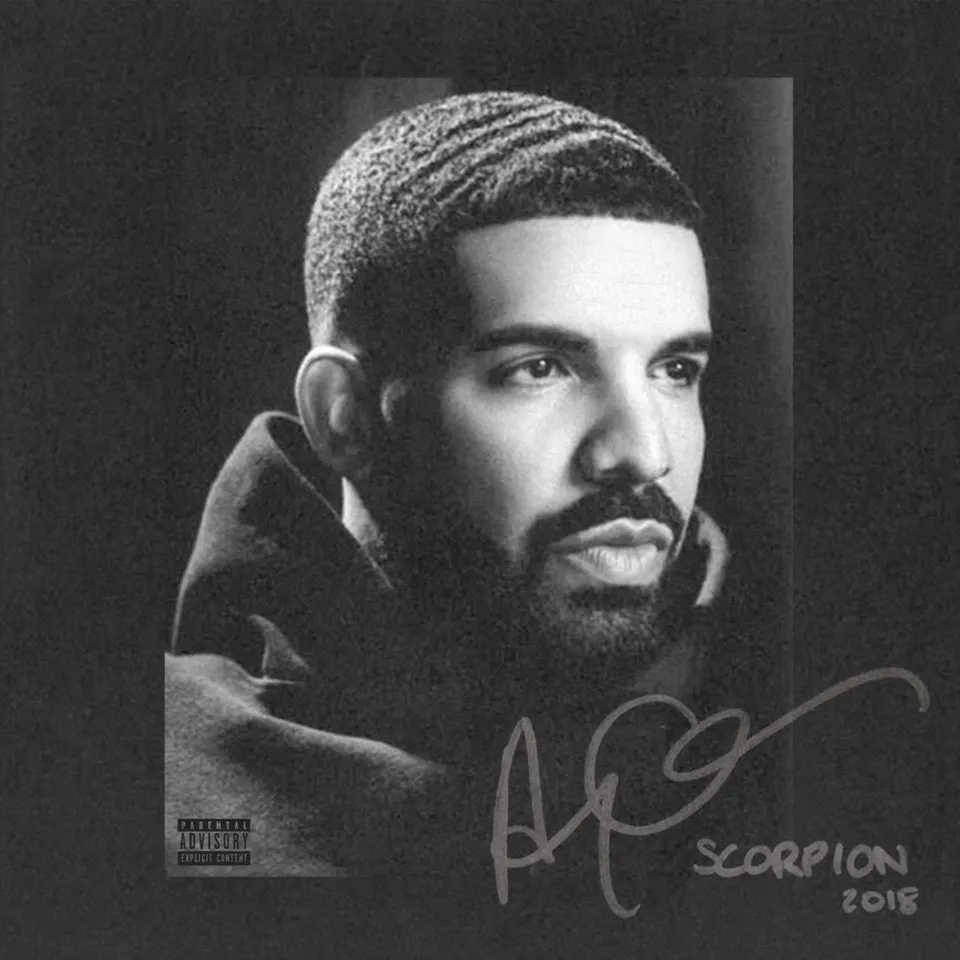 PARENTAL
ADVISORY
EXPLICIT CONTENT
SCORPION
2018